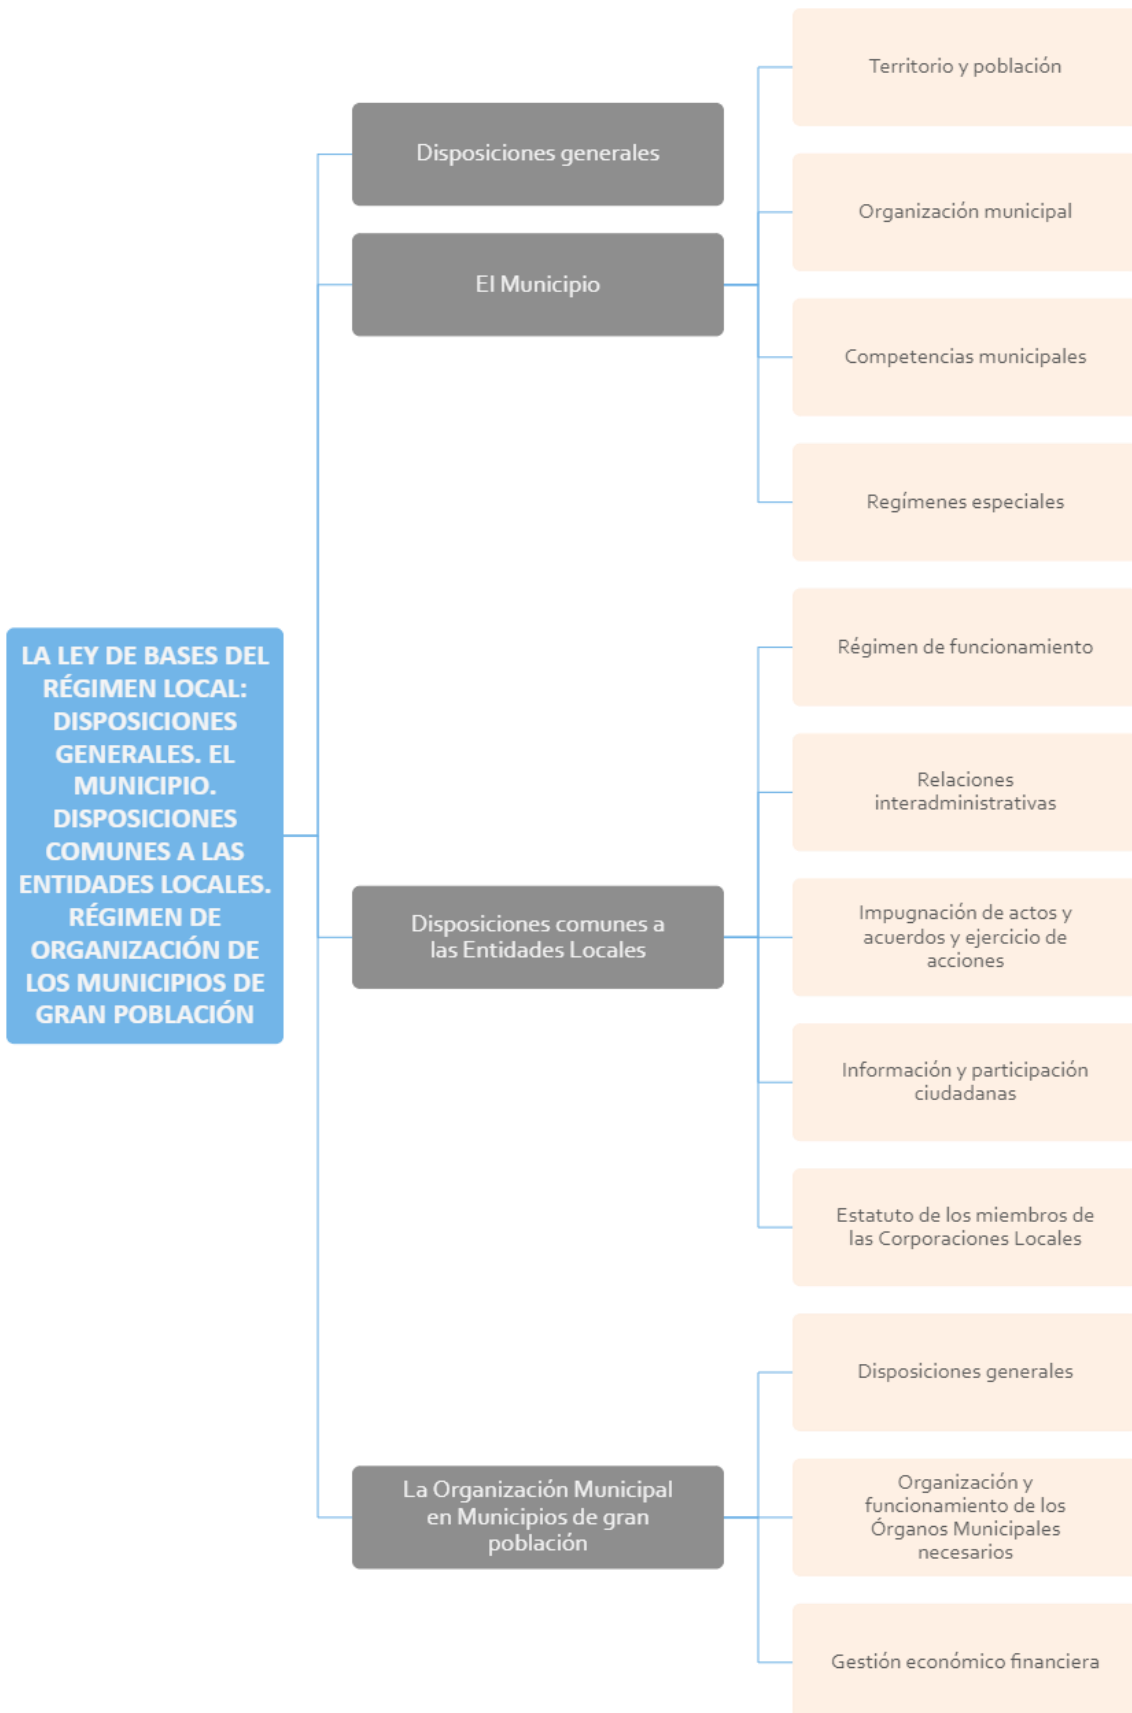 LA LEY DE BASES DEL
RÉGIMEN LOCAL:
DISPOSICIONES
GENERALES. EL
MUNICIPIO.
DISPOSICIONES
COMUNES A LAS
ENTIDADES LOCALES.
RÉGIMEN DE
ORGANIZACIÓN DE
LOS MUNICIPIOS DE
GRAN POBLACIÓN
Disposiciones generales
El Municipio
Territorio y población
Organización municipal
Competencias municipales
Regímenes especiales
Disposiciones comunes a
las Entidades Locales
Régimen de funcionamiento
Relaciones
interadministrativas
Impugnación de actos y
acuerdos y ejercicio de
acciones
Información y participación
ciudadanas
Estatuto de los miembros de
las Corporaciones Locales
La Organización Municipal
en Municipios de gran
población
Disposiciones generales
Organización y
funcionamiento de los
Órganos Municipales
necesarios
Gestión económico financiera